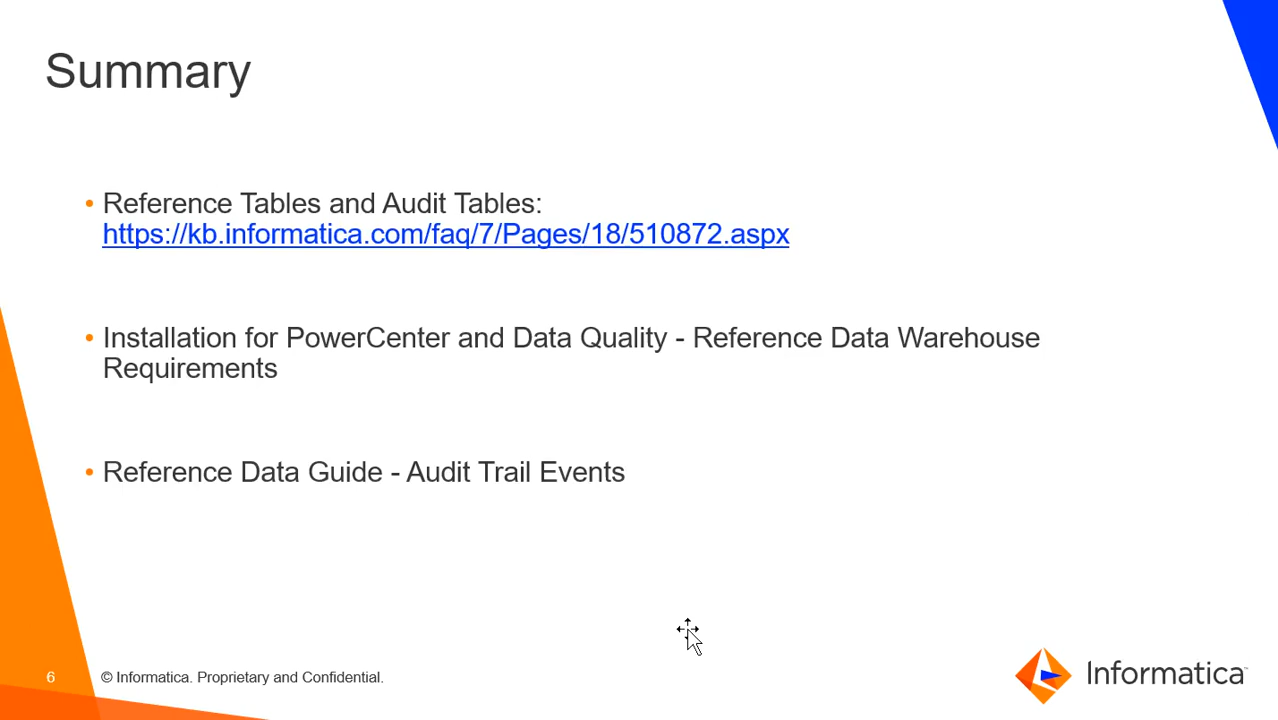 Summary
• Reference Tables and Audit Tables:
https://kb.informatica.com/faq/7/Pages/18/510872.aspx
• Installation for PowerCenter and Data Quality - Reference Data Warehouse
Requirements
• Reference Data Guide - Audit Trail Events
6 © Informatica. Proprietary and Confidential.
Informatica™